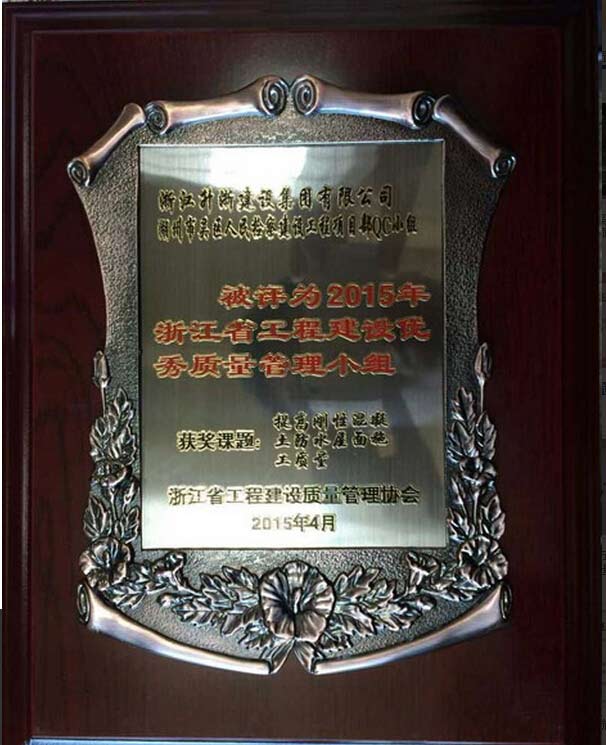 浙江升浙建设集团有限公司
湖州市吴区人民检察建设工程项目部QC小组
被评为2015年
浙江省工程建设优
秀质量管理小组
获奖课题:
提高刚性混凝
土防水屋面施
工质量
浙江省工程建设质量管理协会
2015年4月